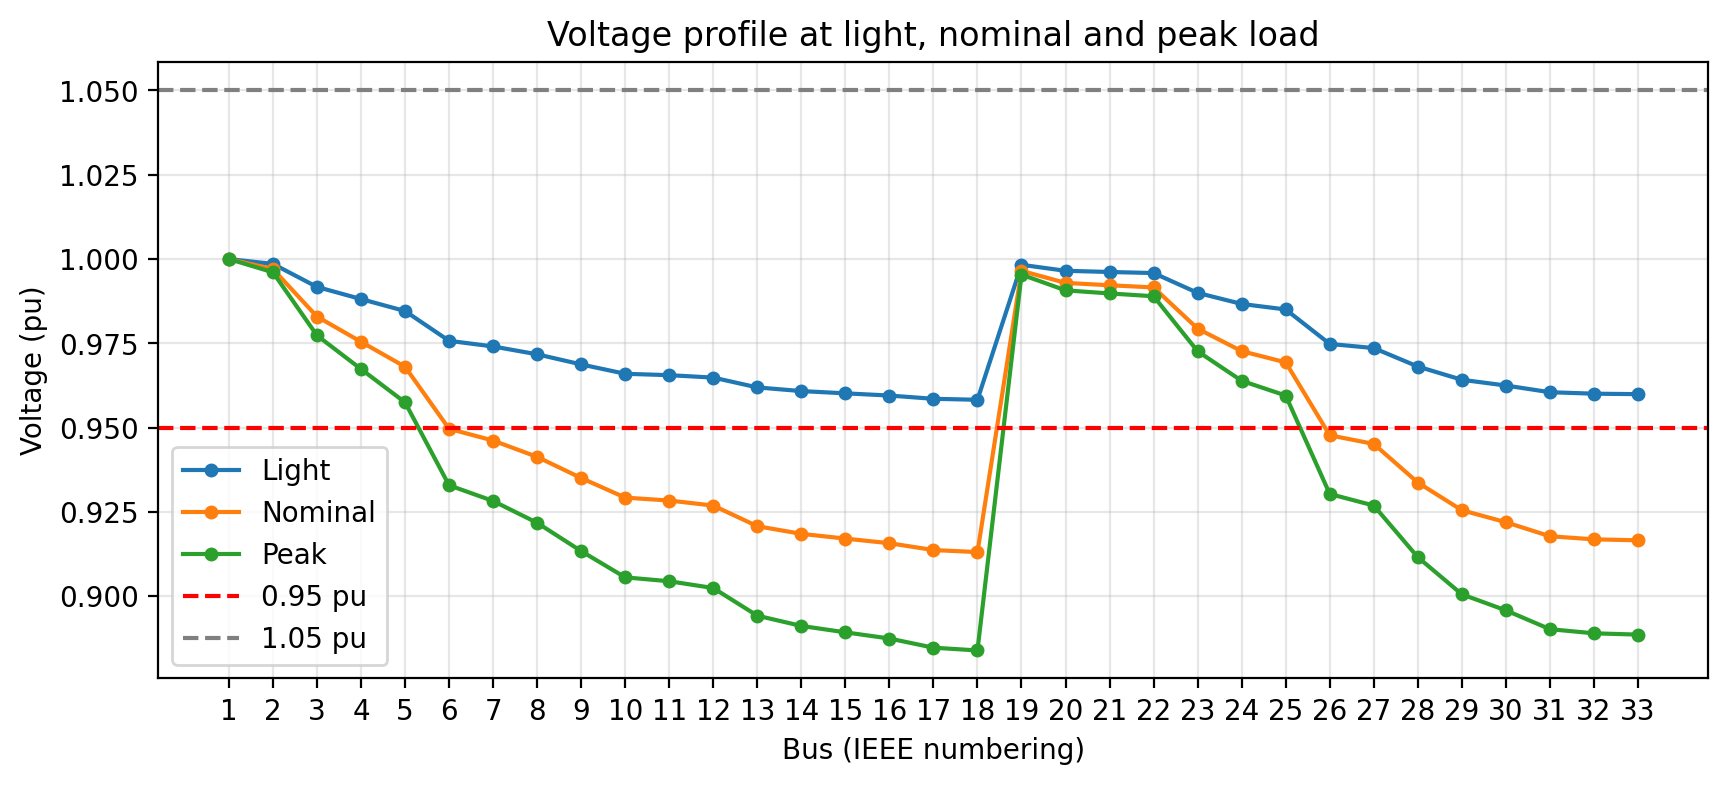 Voltage profile at light, nominal and peak load
1.050
1.025
1.000
0.975
0.950
0.925
0.900
Voltage (pu)
Light
Nominal
Peak
0.95 pu
1.05 pu
1 2 3 4 5 6 7 8 9 10 11 12 13 14 15 16 17 18 19 20 21 22 23 24 25 26 27 28 29 30 31 32 33
Bus (IEEE numbering)